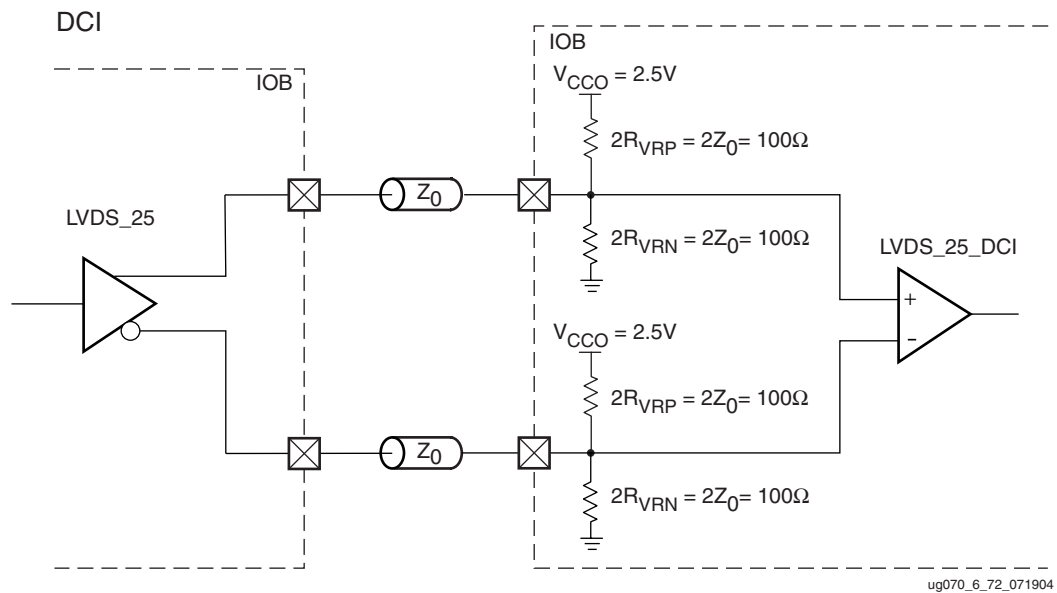 DCI
IOB
IOB
VCCO = 2.5V
2RVRP = 2Z0= 100Ω
Z0
LVDS_25
2RVRN = 2Z0= 100Ω
LVDS_25_DCI
+
-
VCCO = 2.5V
2RVRP = 2Z0= 100Ω
Z0
2RVRN = 2Z0= 100Ω
ug070_6_72_071904